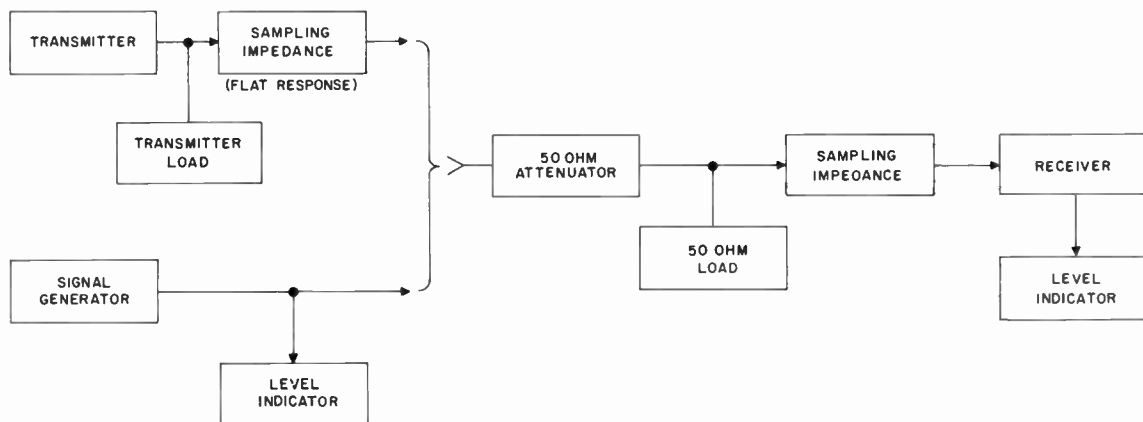 TRANSMITTER
SAMPLING
IMPEDANCE
(FLAT RESPONSE)
TRANSMITTER
LOAD
50 OHM
ATTENUATOR
SAMPLING
IMPEDANCE
RECEIVER
50 OHM
LOAD
LEVEL
INDICATOR
SIGNAL
GENERATOR
LEVEL
INDICATOR